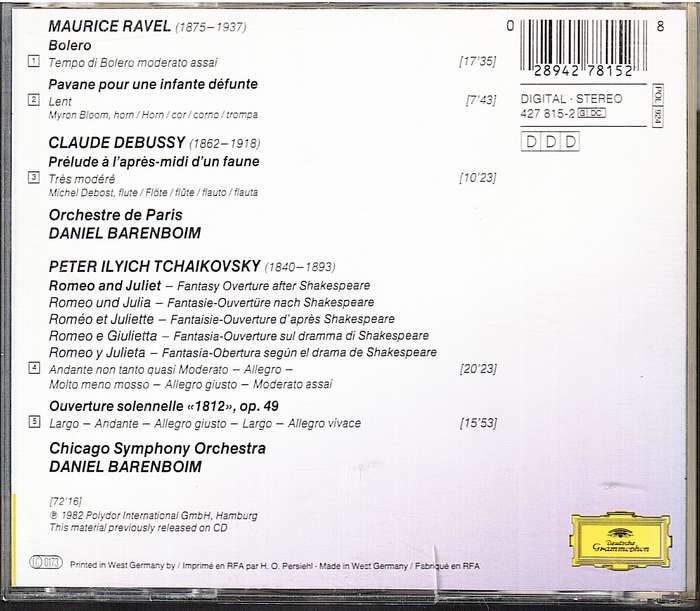 MAURICE RAVEL (1875–1937)
Bolero
1 Tempo di Bolero moderato assai [17'35]
Pavane pour une infante défunte
2 Lent [7'43]
Myron Bloom, horn / Horn / cor / corno / trompa
CLAUDE DEBUSSY (1862–1918)
Prélude à l'après-midi d'un faune
3 Très modéré [10'23]
Michel Debost, flute / Flöte / flûte / flauto / flauta
Orchestre de Paris
DANIEL BARENBOIM
PETER ILYICH TCHAIKOVSKY (1840–1893)
Romeo and Juliet – Fantasy Overture after Shakespeare
Romeo und Julia – Fantasie-Ouvertüre nach Shakespeare
Roméo et Juliette – Fantaisie-Ouverture d'après Shakespeare
Romeo e Giulietta – Fantasia-Ouverture sul dramma di Shakespeare
Romeo y Julieta – Fantasía-Obertura según el drama de Shakespeare
4 Andante non tanto quasi Moderato – Allegro – [20'23]
Molto meno mosso – Allegro giusto – Moderato assai
Ouverture solennelle «1812», op. 49
5 Largo – Andante – Allegro giusto – Largo – Allegro vivace [15'53]
Chicago Symphony Orchestra
DANIEL BARENBOIM
[72'16]
℗ 1982 Polydor International GmbH, Hamburg
This material previously released on CD
LC 0173
Printed in West Germany by / Imprimé en RFA par H. O. Persiehl · Made in West Germany / Fabriqué en RFA
0 28942 78152 8
DIGITAL · STEREO
427 815-2 G DC
POL 924
D D D
Deutsche
Grammophon